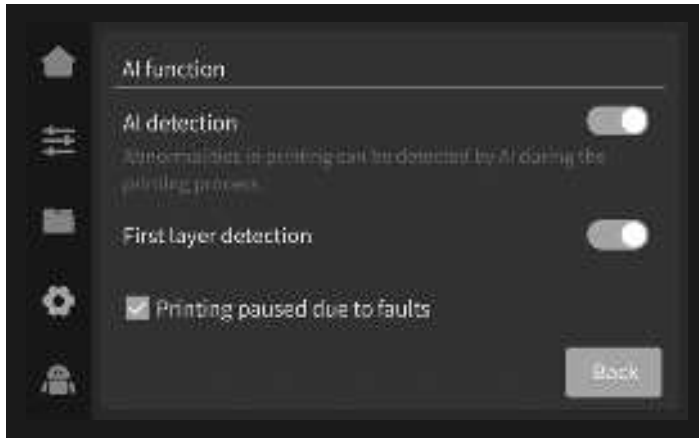 AI function
AI detection
Abnormalities in printing can be detected by AI during the
printing process.
First layer detection
Printing paused due to faults
Back